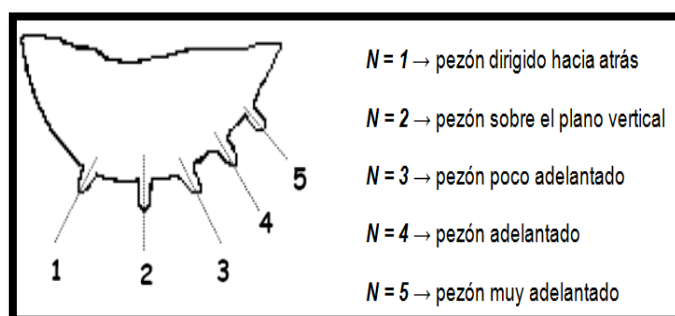 N = 1 → pezón dirigido hacia atrás
N = 2 → pezón sobre el plano vertical
N = 3 → pezón poco adelantado
N = 4 → pezón adelantado
N = 5 → pezón muy adelantado
1
2
3
4
5